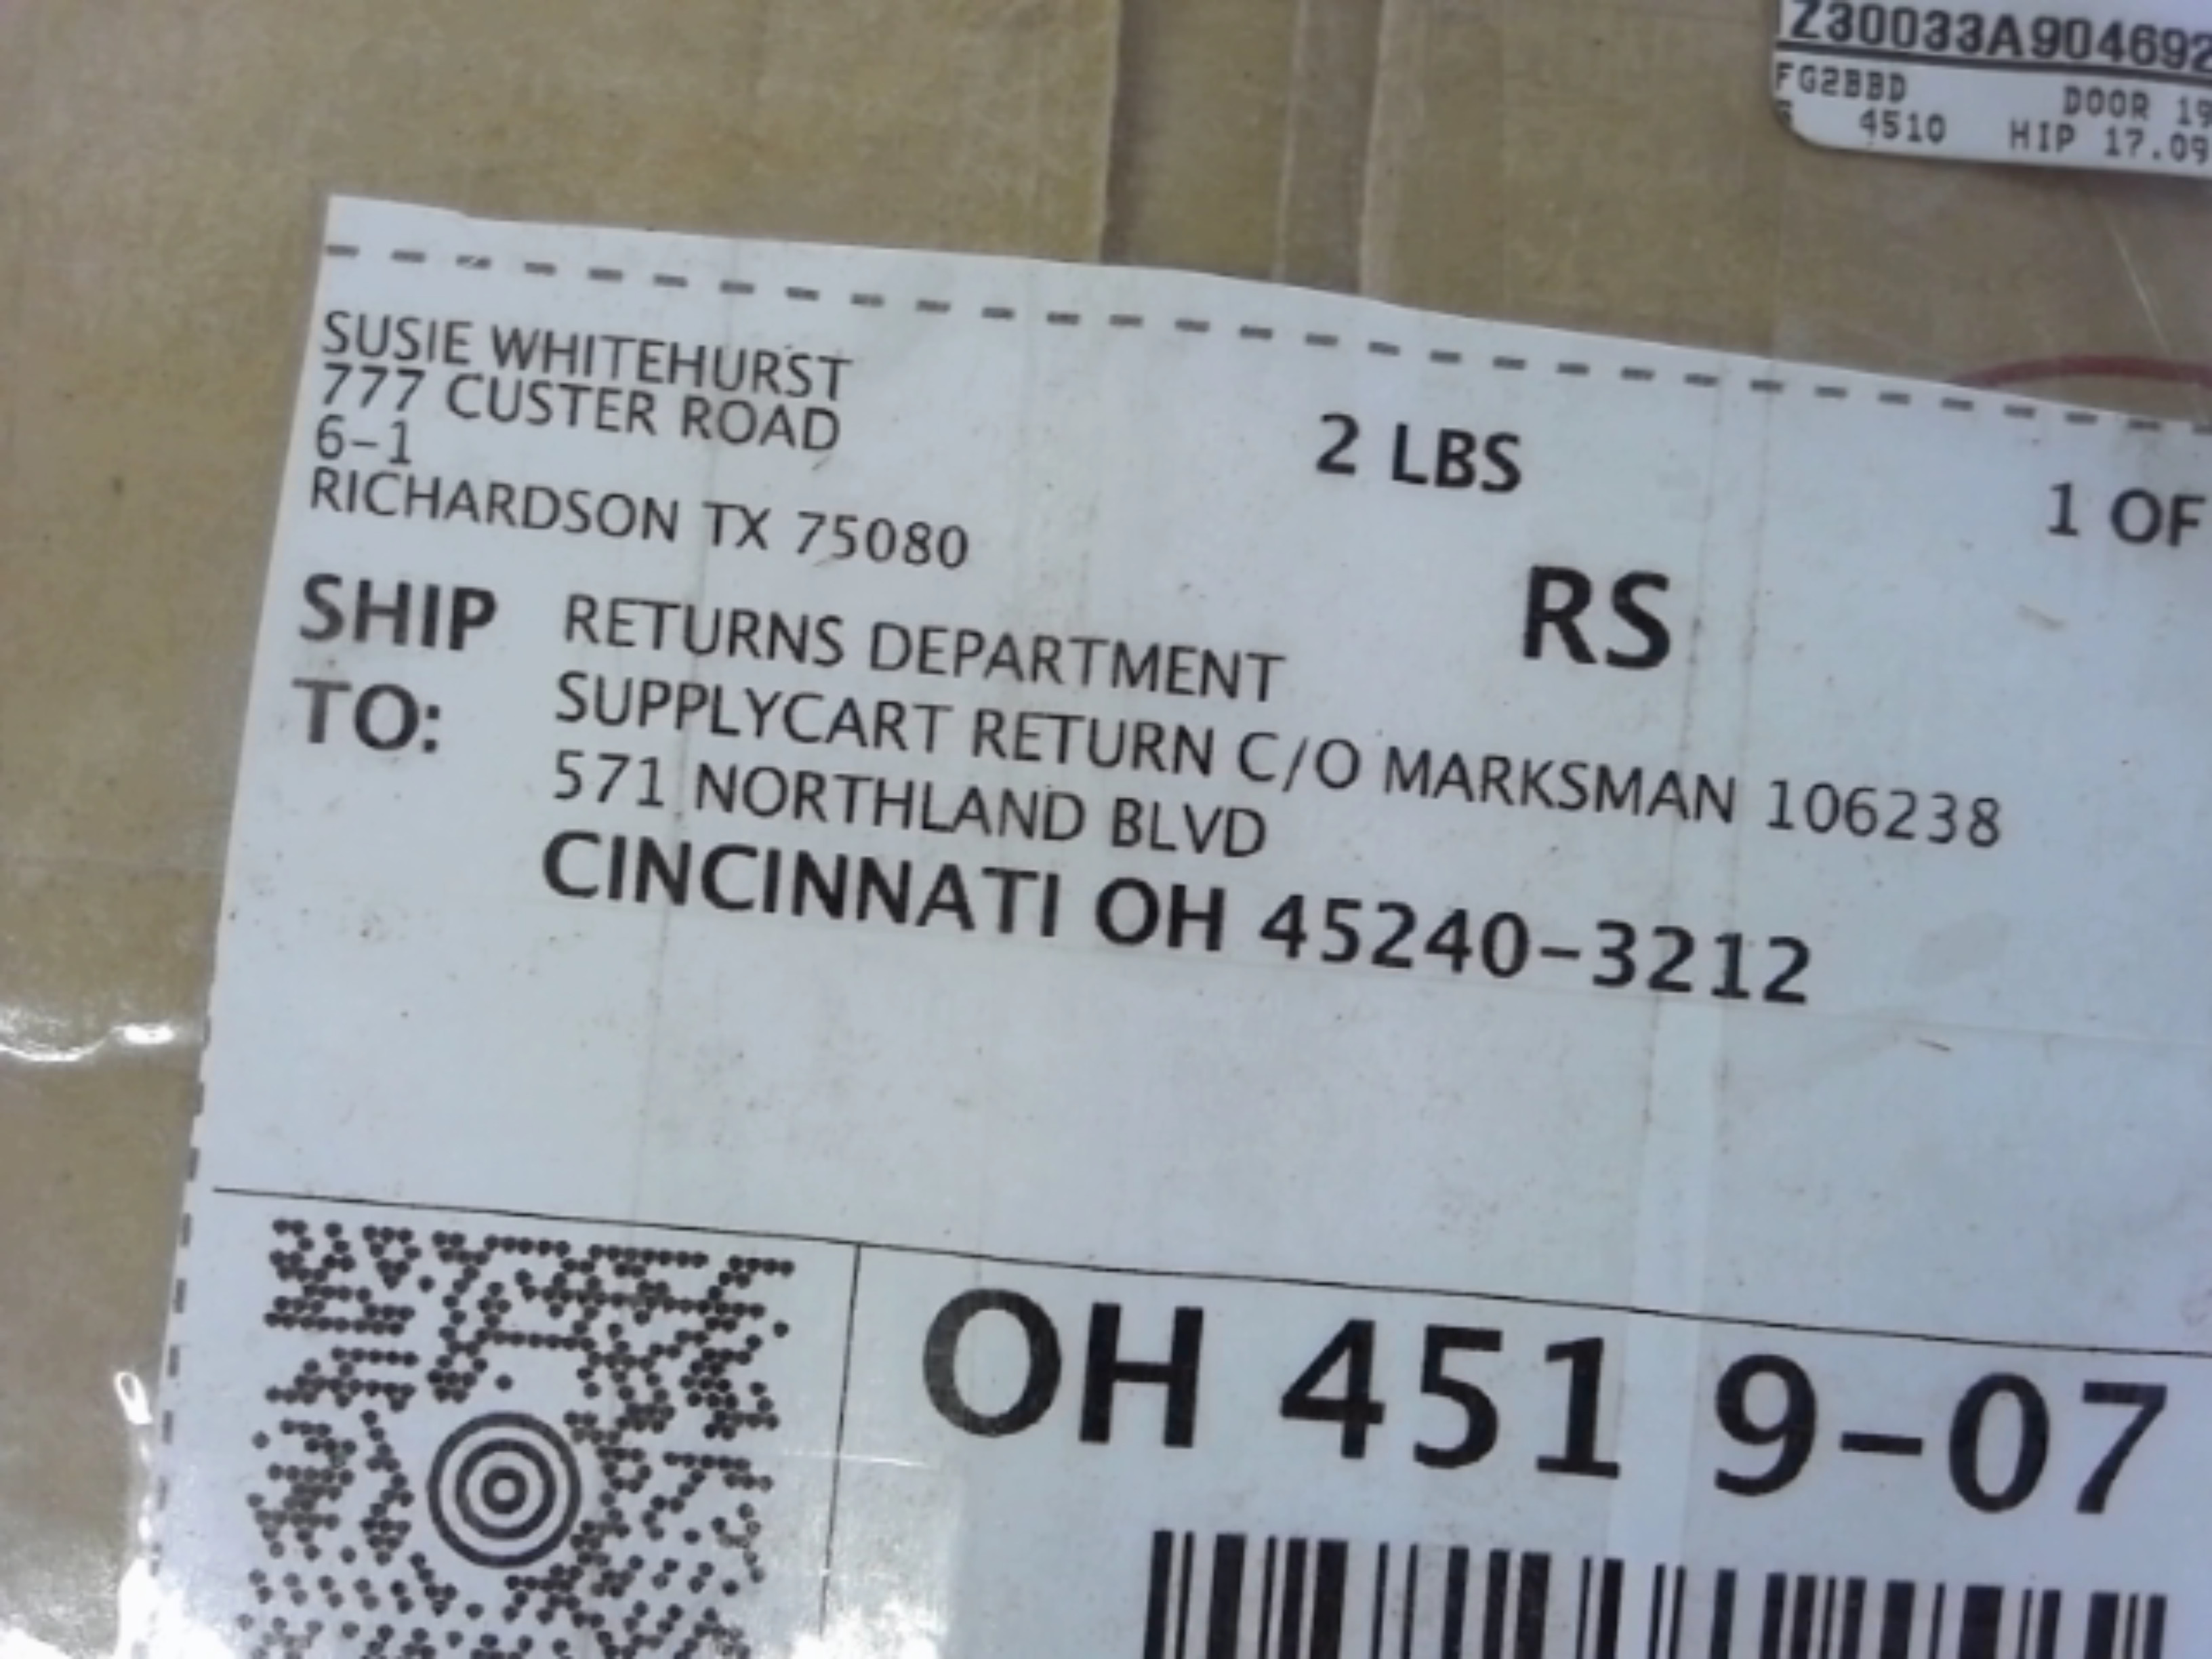 Z30033A904692
FG2BBD DOOR 19
4510 HIP 17.09
SUSIE WHITEHURST
777 CUSTER ROAD
6-1
RICHARDSON TX 75080
2 LBS
1 OF
RS
SHIP TO:
RETURNS DEPARTMENT
SUPPLYCART RETURN C/O MARKSMAN 106238
571 NORTHLAND BLVD
CINCINNATI OH 45240-3212
OH 451 9-07